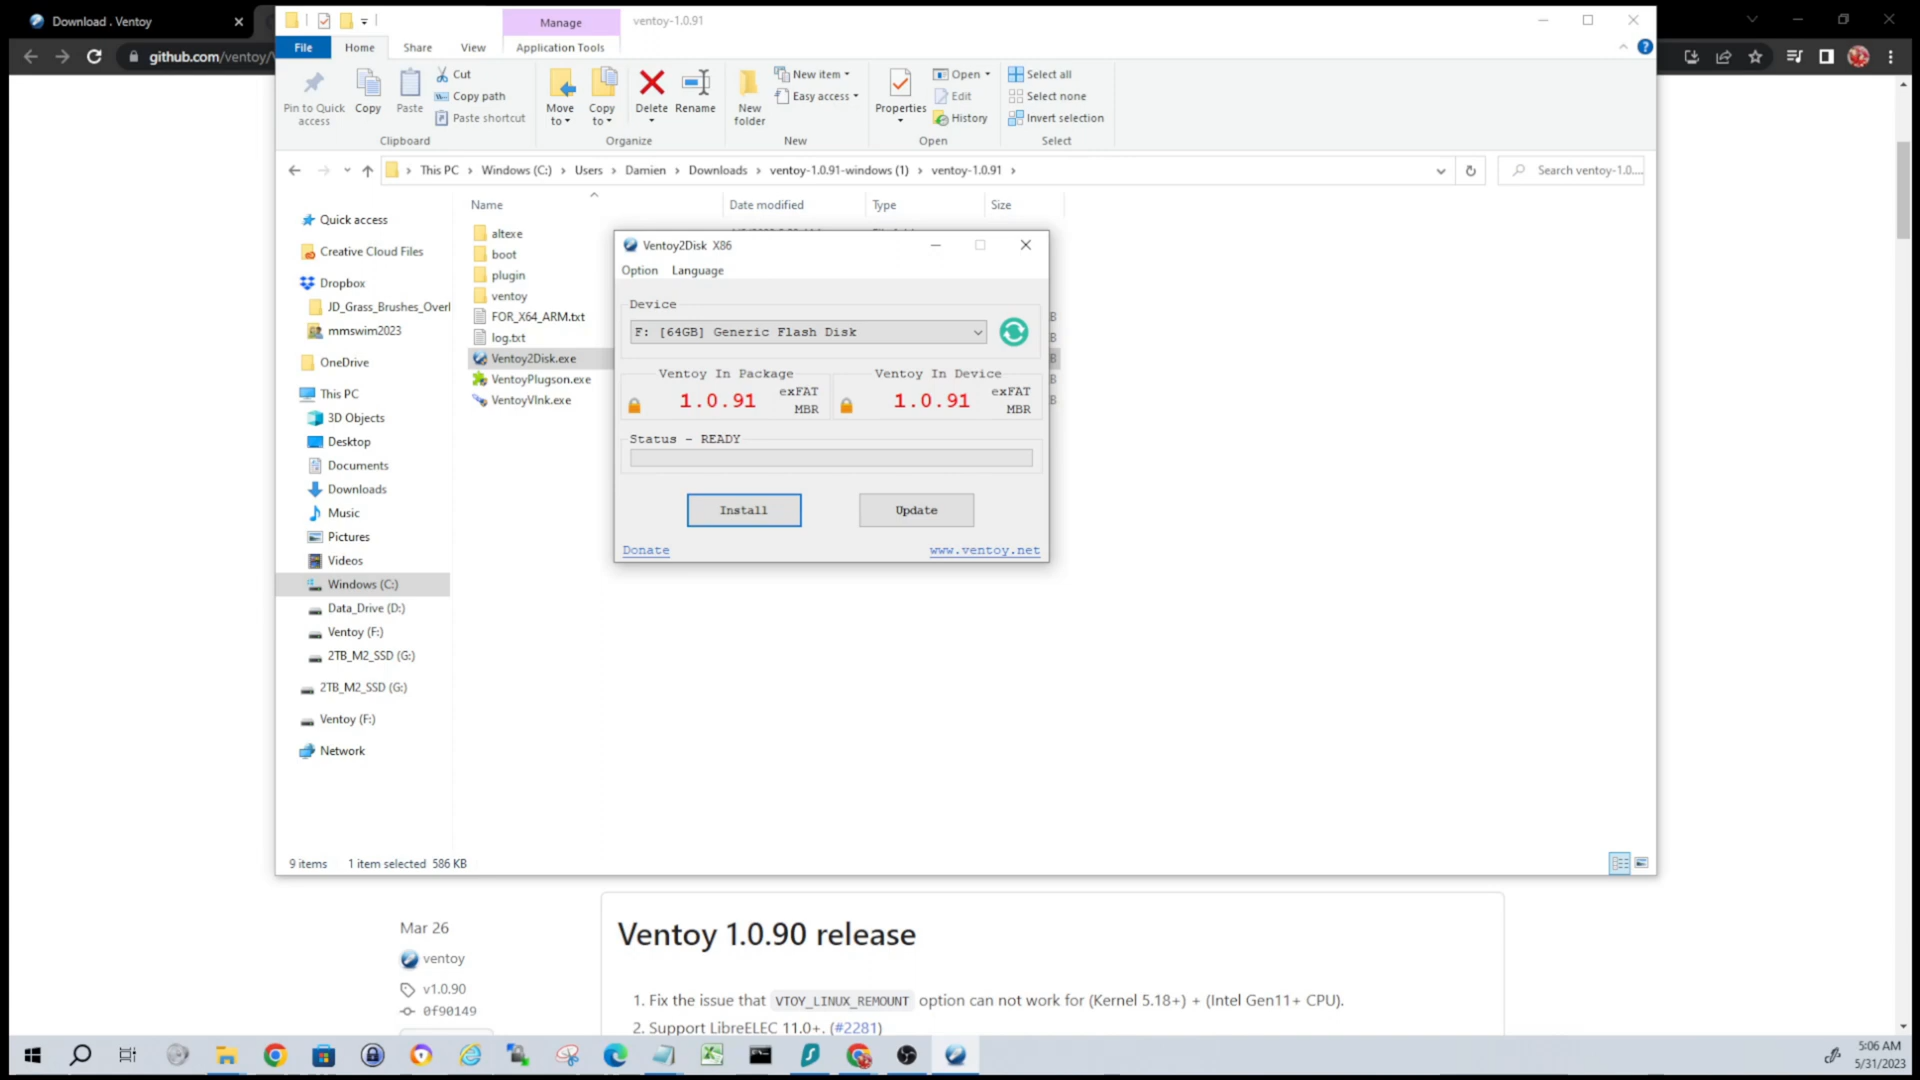 Download . Ventoy
github.com/ventoy/V
Manage
ventoy-1.0.91
File
Home
Share
View
Application Tools
Pin to Quick access
Copy
Paste
Cut
Copy path
Paste shortcut
Clipboard
Move to
Copy to
Delete
Rename
Organize
New folder
New item
Easy access
New
Properties
Open
Edit
History
Open
Select all
Select none
Invert selection
Select
This PC
Windows (C:)
Users
Damien
Downloads
ventoy-1.0.91-windows (1)
ventoy-1.0.91
Search ventoy-1.0....
Name
Date modified
Type
Size
Quick access
Creative Cloud Files
Dropbox
JD_Grass_Brushes_Overl
mmswim2023
OneDrive
This PC
3D Objects
Desktop
Documents
Downloads
Music
Pictures
Videos
Windows (C:)
Data_Drive (D:)
Ventoy (F:)
2TB_M2_SSD (G:)
2TB_M2_SSD (G:)
Ventoy (F:)
Network
altexe
boot
plugin
ventoy
FOR_X64_ARM.txt
log.txt
Ventoy2Disk.exe
VentoyPlugson.exe
VentoyVlnk.exe
Ventoy2Disk X86
Option
Language
Device
F: [64GB] Generic Flash Disk
Ventoy In Package
1.0.91
exFAT
MBR
Ventoy In Device
1.0.91
exFAT
MBR
Status - READY
Install
Update
Donate
www.ventoy.net
9 items
1 item selected 586 KB
Mar 26
ventoy
v1.0.90
0f90149
Ventoy 1.0.90 release
1. Fix the issue that VTOY_LINUX_REMOUNT option can not work for (Kernel 5.18+) + (Intel Gen11+ CPU).
2. Support LibreELEC 11.0+. (#2281)
5:06 AM
5/31/2023